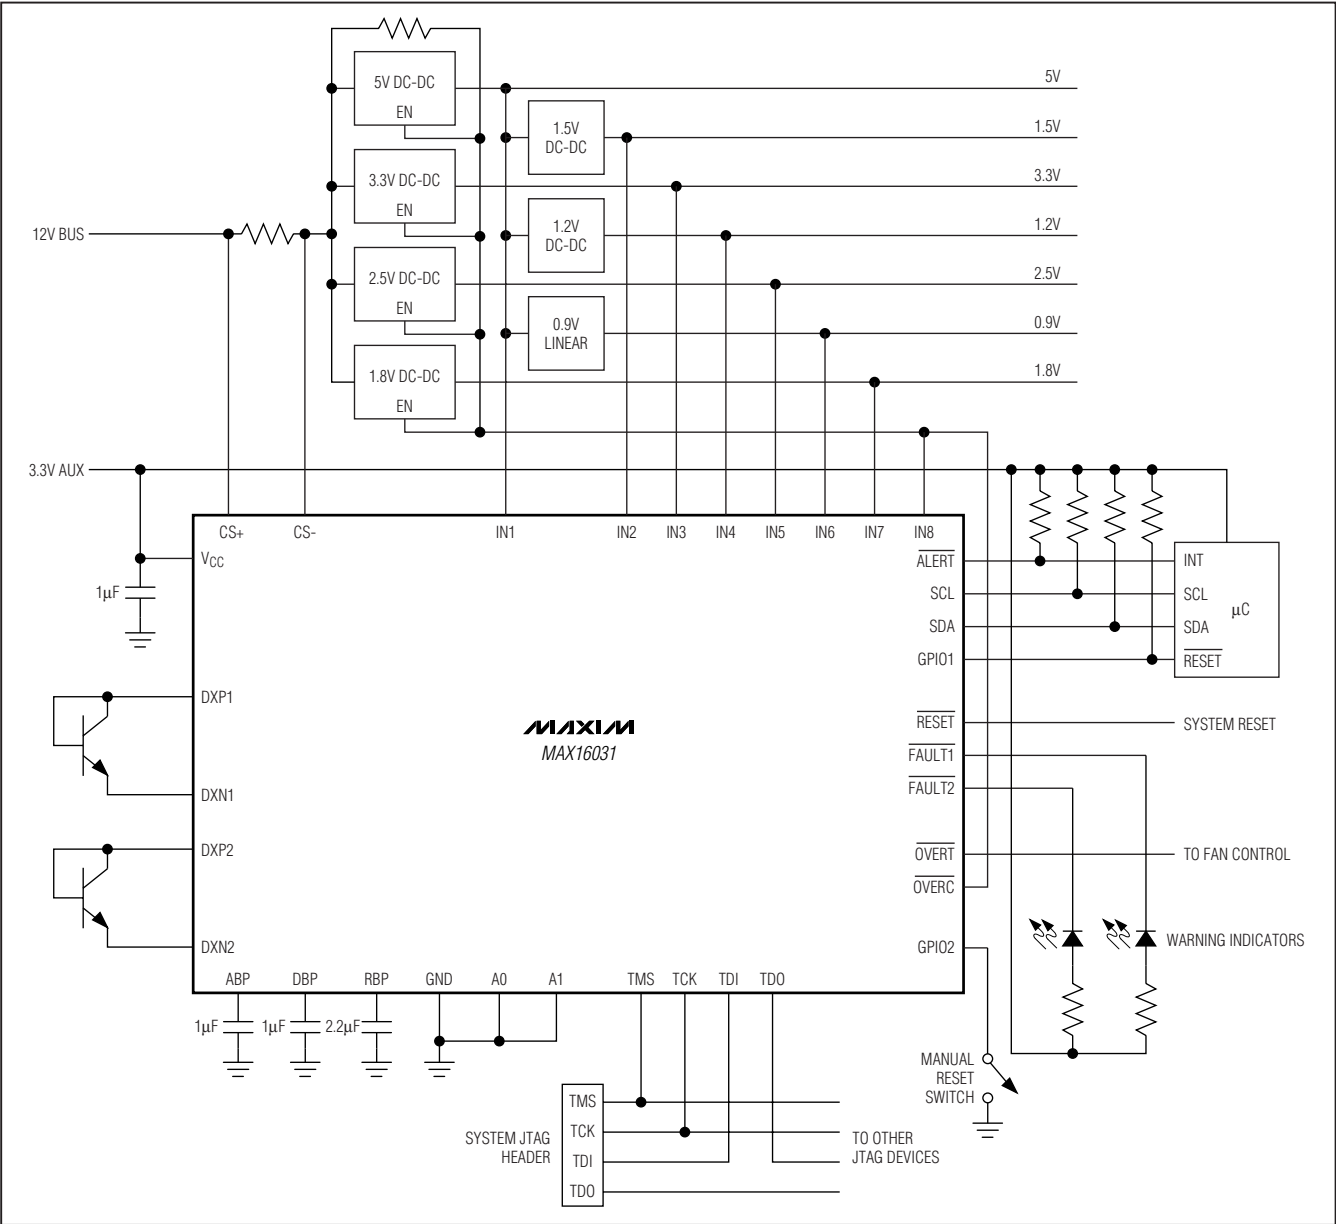 5V DC-DC
EN
5V
1.5V
DC-DC
1.5V
3.3V DC-DC
EN
3.3V
12V BUS
1.2V
DC-DC
1.2V
2.5V DC-DC
EN
2.5V
0.9V
LINEAR
0.9V
1.8V DC-DC
EN
1.8V
3.3V AUX
CS+
CS-
IN1
IN2
IN3
IN4
IN5
IN6
IN7
IN8
VCC
1µF
ALERT
SCL
SDA
GPIO1
INT
SCL
SDA
RESET
µC
DXP1
DXN1
DXP2
DXN2
MAXIM
MAX16031
RESET
SYSTEM RESET
FAULT1
FAULT2
OVERT
TO FAN CONTROL
OVERC
GPIO2
WARNING INDICATORS
ABP
DBP
RBP
GND
A0
A1
TMS
TCK
TDI
TDO
1µF
1µF
2.2µF
MANUAL
RESET
SWITCH
SYSTEM JTAG
HEADER
TMS
TCK
TDI
TDO
TO OTHER
JTAG DEVICES